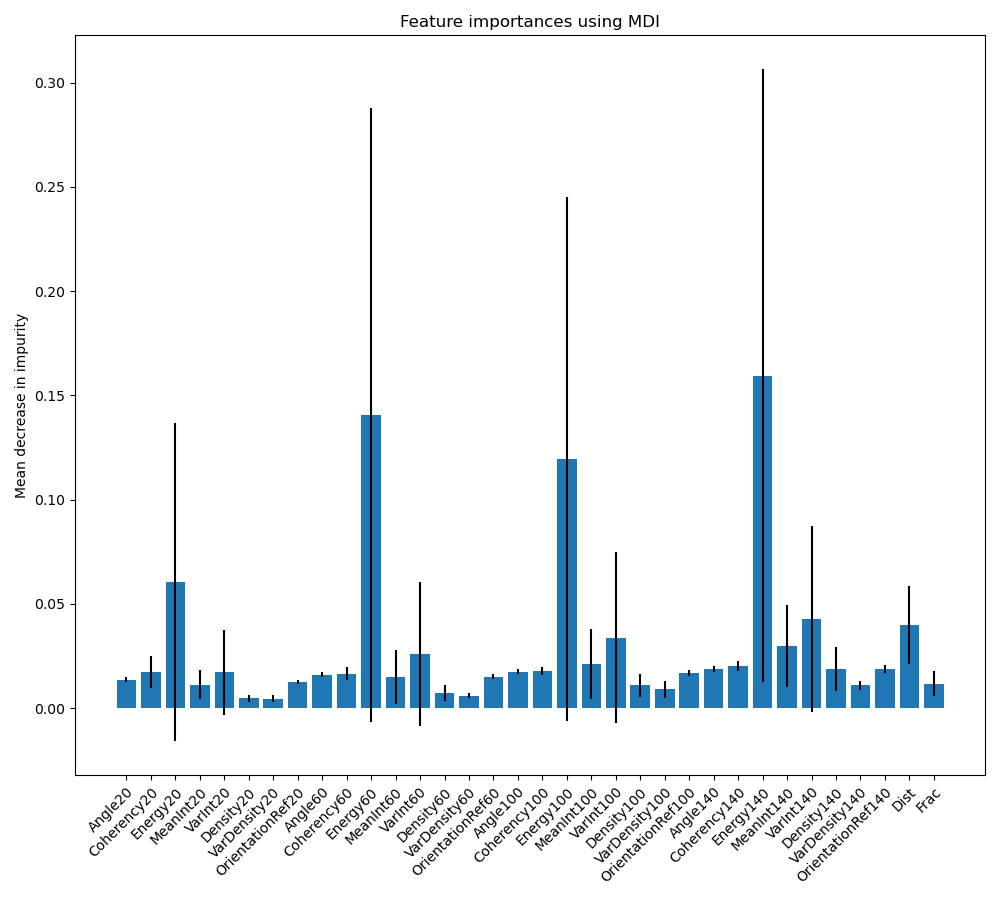 Feature importances using MDI
Mean decrease in impurity
0.30
0.25
0.20
0.15
0.10
0.05
0.00
Angle20
Coherency20
Energy20
MeanInt20
VarInt20
Density20
VarDensity20
OrientationRef20
Angle60
Coherency60
Energy60
MeanInt60
VarInt60
Density60
VarDensity60
OrientationRef60
Angle100
Coherency100
Energy100
MeanInt100
VarInt100
Density100
VarDensity100
OrientationRef100
Angle140
Coherency140
Energy140
MeanInt140
VarInt140
Density140
VarDensity140
OrientationRef140
Dist
Frac